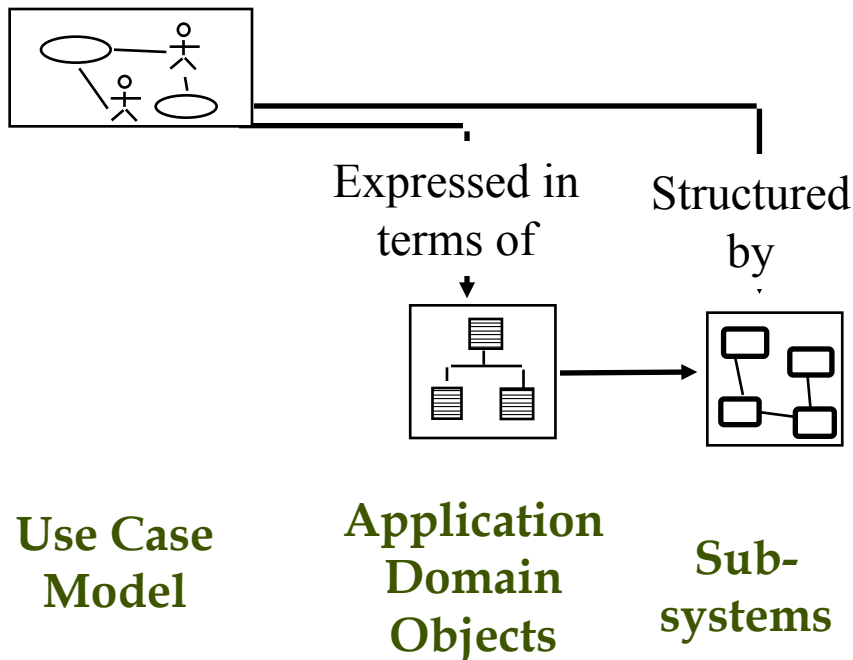 Expressed in
terms of
Structured
by
Use Case
Model
Application
Domain
Objects
Sub-
systems